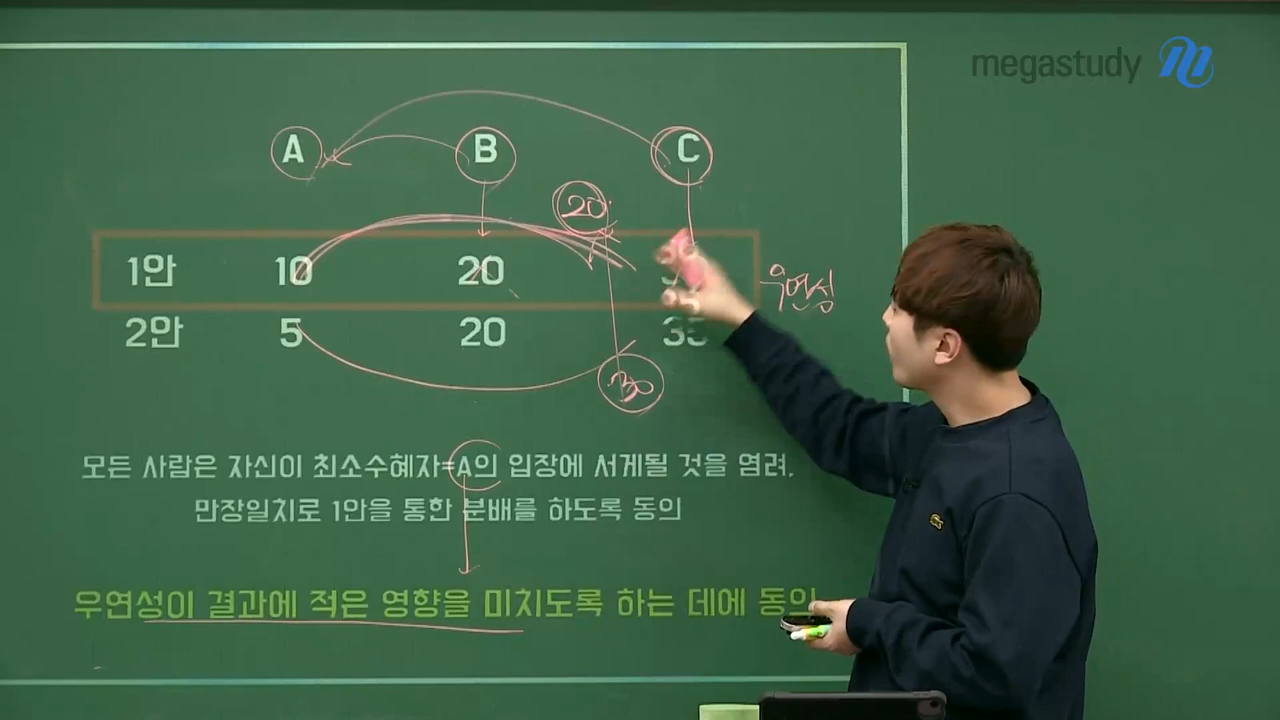 megastudy
A B C
20
1안 10 20
우연성
2안 5 20 35
30
모든 사람은 자신이 최소수혜자=A의 입장에 서게될 것을 염려,
만장일치로 1안을 통한 분배를 하도록 동의
우연성이 결과에 적은 영향을 미치도록 하는 데에 동의